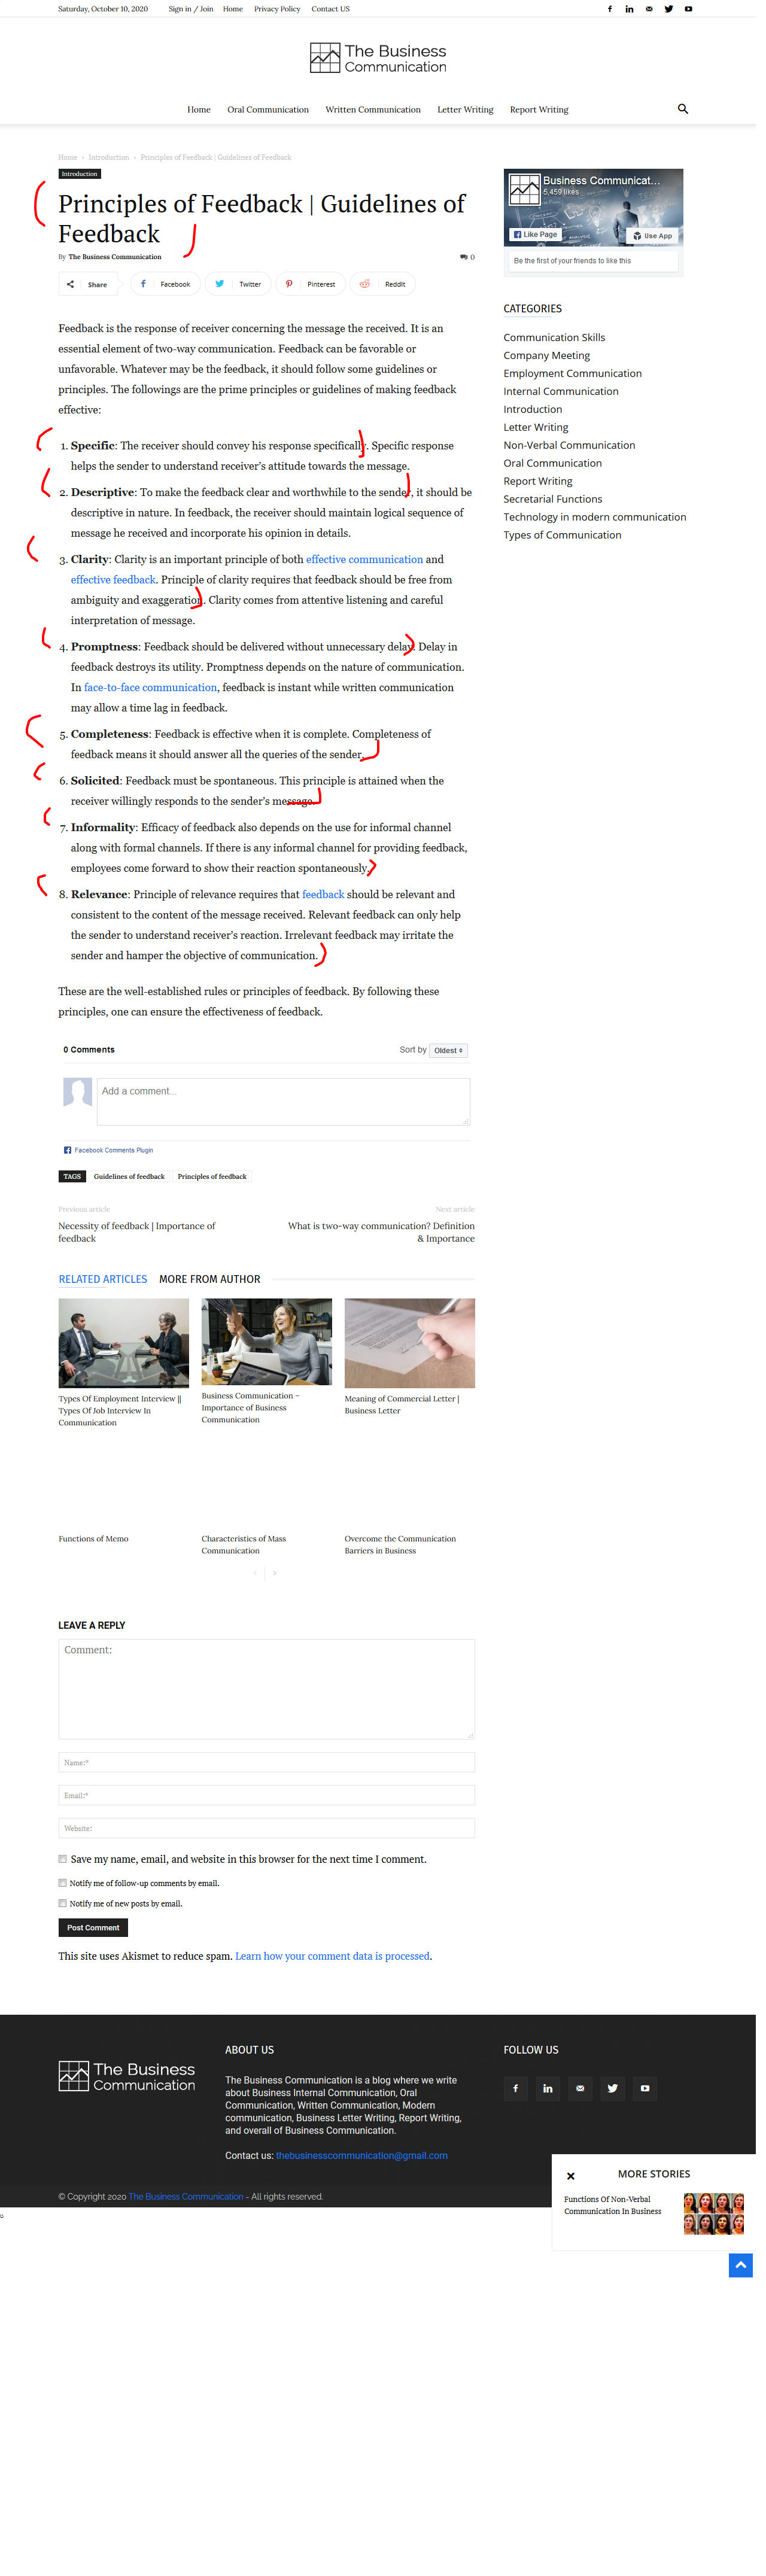 Saturday, October 10, 2020 Sign in / Join Home Privacy Policy Contact US
The Business
Communication
Home Oral Communication Written Communication Letter Writing Report Writing
Home › Introduction › Principles of Feedback | Guidelines of Feedback
Introduction
Principles of Feedback | Guidelines of
Feedback
By The Business Communication 0
Share Facebook Twitter Pinterest ReddIt
Feedback is the response of receiver concerning the message the received. It is an
essential element of two-way communication. Feedback can be favorable or
unfavorable. Whatever may be the feedback, it should follow some guidelines or
principles. The followings are the prime principles or guidelines of making feedback
effective:
1. Specific: The receiver should convey his response specifically. Specific response
helps the sender to understand receiver's attitude towards the message.
2. Descriptive: To make the feedback clear and worthwhile to the sender, it should be
descriptive in nature. In feedback, the receiver should maintain logical sequence of
message he received and incorporate his opinion in details.
3. Clarity: Clarity is an important principle of both effective communication and
effective feedback. Principle of clarity requires that feedback should be free from
ambiguity and exaggeration. Clarity comes from attentive listening and careful
interpretation of message.
4. Promptness: Feedback should be delivered without unnecessary delay. Delay in
feedback destroys its utility. Promptness depends on the nature of communication.
In face-to-face communication, feedback is instant while written communication
may allow a time lag in feedback.
5. Completeness: Feedback is effective when it is complete. Completeness of
feedback means it should answer all the queries of the sender.
6. Solicited: Feedback must be spontaneous. This principle is attained when the
receiver willingly responds to the sender's message.
7. Informality: Efficacy of feedback also depends on the use for informal channel
along with formal channels. If there is any informal channel for providing feedback,
employees come forward to show their reaction spontaneously.
8. Relevance: Principle of relevance requires that feedback should be relevant and
consistent to the content of the message received. Relevant feedback can only help
the sender to understand receiver's reaction. Irrelevant feedback may irritate the
sender and hamper the objective of communication.
These are the well-established rules or principles of feedback. By following these
principles, one can ensure the effectiveness of feedback.
0 Comments Sort by Oldest
Add a comment...
Facebook Comments Plugin
TAGS Guidelines of feedback Principles of feedback
Previous article
Necessity of feedback | Importance of
feedback
Next article
What is two-way communication? Definition
& Importance
RELATED ARTICLES MORE FROM AUTHOR
Types Of Employment Interview ||
Types Of Job Interview In
Communication
Business Communication –
Importance of Business
Communication
Meaning of Commercial Letter |
Business Letter
Functions of Memo
Characteristics of Mass
Communication
Overcome the Communication
Barriers in Business
LEAVE A REPLY
Comment:
Name:*
Email:*
Website:
Save my name, email, and website in this browser for the next time I comment.
Notify me of follow-up comments by email.
Notify me of new posts by email.
Post Comment
This site uses Akismet to reduce spam. Learn how your comment data is processed.
Business Communicat...
5,459 likes
Like Page Use App
Be the first of your friends to like this
CATEGORIES
Communication Skills
Company Meeting
Employment Communication
Internal Communication
Introduction
Letter Writing
Non-Verbal Communication
Oral Communication
Report Writing
Secretarial Functions
Technology in modern communication
Types of Communication
The Business
Communication
ABOUT US
The Business Communication is a blog where we write
about Business Internal Communication, Oral
Communication, Written Communication, Modern
communication, Business Letter Writing, Report Writing,
and overall of Business Communication.
Contact us: thebusinesscommunication@gmail.com
FOLLOW US
MORE STORIES
Functions Of Non-Verbal
Communication In Business
© Copyright 2020 The Business Communication - All rights reserved.